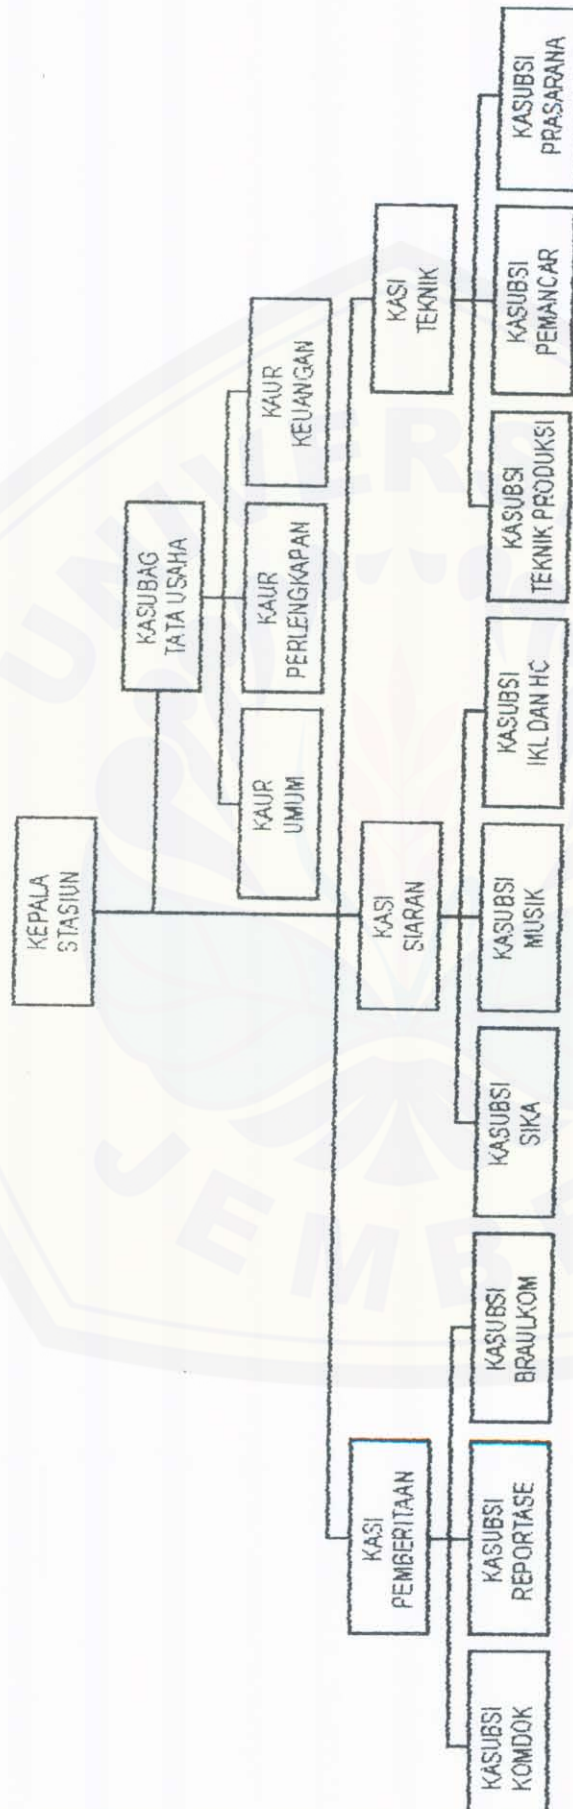 KEPALA
STASIUN
KASUBAG
TATA USAHA
KAUR
UMUM
KAUR
PERLENGKAPAN
KAUR
KEUANGAN
KASI
PEMBERITAAN
KASI
SIARAN
KASI
TEKNIK
KASUBSI
KOMDOK
KASUBSI
REPORTASE
KASUBSI
BRAULKOM
KASUBSI
SIKA
KASUBSI
MUSIK
KASUBSI
IKL DAN HC
KASUBSI
TEKNIK PRODUKSI
KASUBSI
PEMANCAR
KASUBSI
PRASARANA
UNIVERS
JEMBE